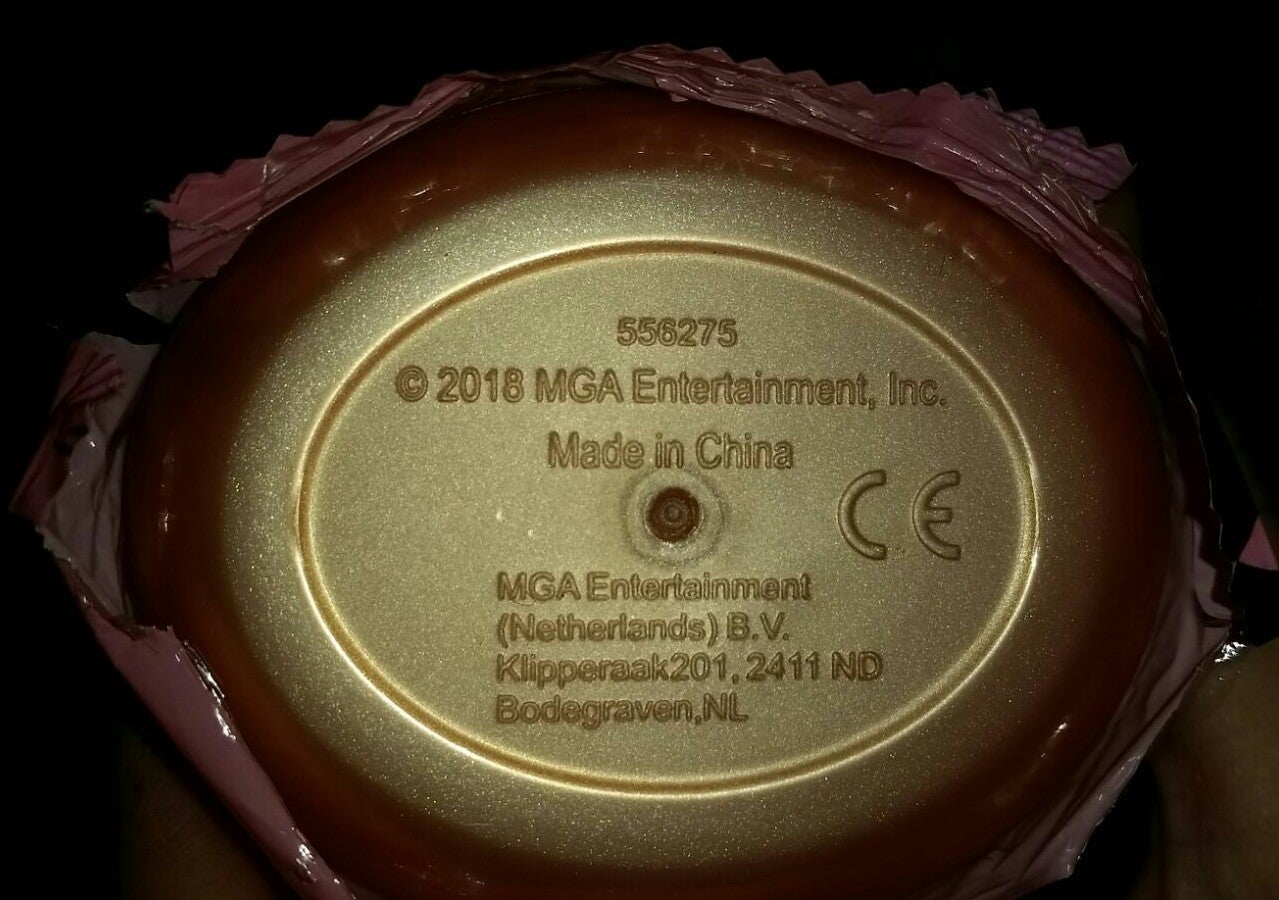 556275
© 2018 MGA Entertainment, Inc.
Made in China
CE
MGA Entertainment
(Netherlands) B.V.
Klipperaak201, 2411 ND
Bodegraven,NL